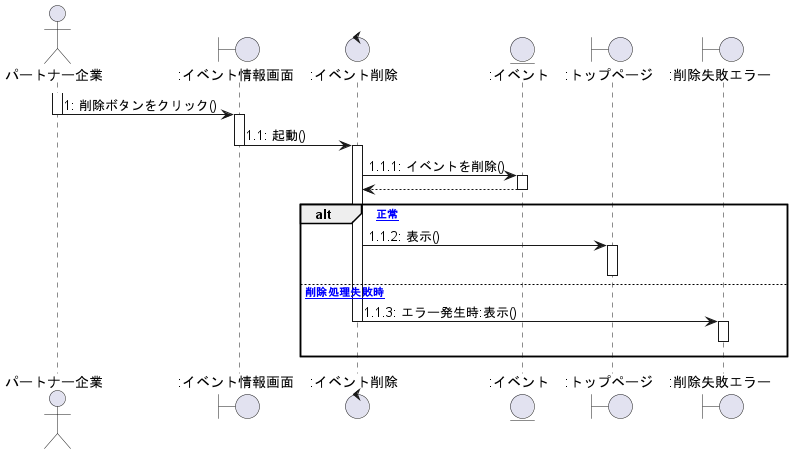 パートナー企業
:イベント情報画面
:イベント削除
:イベント
:トップページ
:削除失敗エラー
1: 削除ボタンをクリック()
1.1: 起動()
1.1.1: イベントを削除()
alt
正常
1.1.2: 表示()
削除処理失敗時
1.1.3: エラー発生時:表示()
パートナー企業
:イベント情報画面
:イベント削除
:イベント
:トップページ
:削除失敗エラー